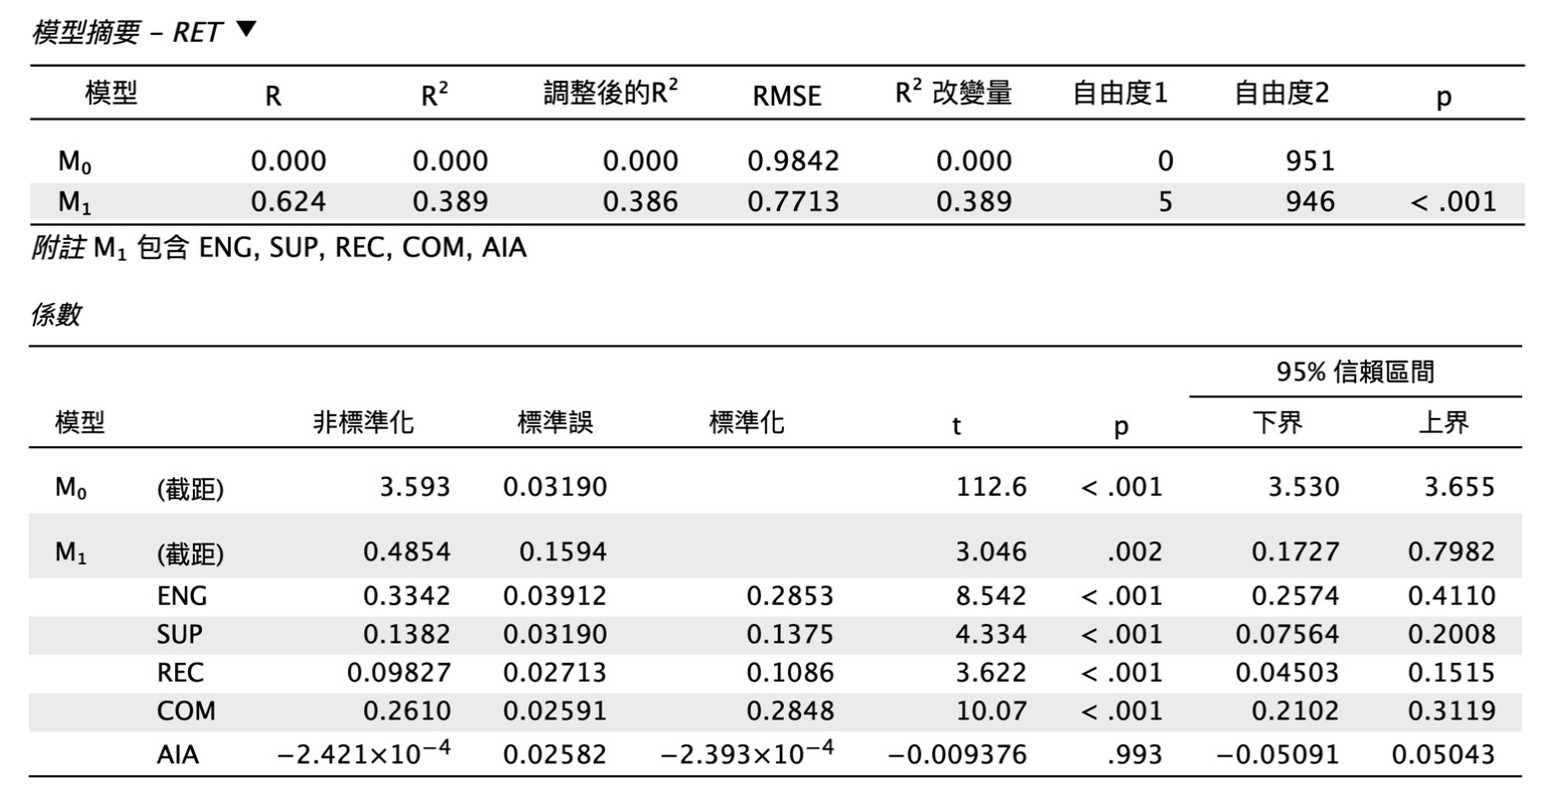 模型摘要 – RET ▼
模型 R R² 調整後的R² RMSE R² 改變量 自由度1 自由度2 p
M₀ 0.000 0.000 0.000 0.9842 0.000 0 951
M₁ 0.624 0.389 0.386 0.7713 0.389 5 946 < .001
附註 M₁ 包含 ENG, SUP, REC, COM, AIA
係數
95% 信賴區間
模型 非標準化 標準誤 標準化 t p 下界 上界
M₀ (截距) 3.593 0.03190 112.6 < .001 3.530 3.655
M₁ (截距) 0.4854 0.1594 3.046 .002 0.1727 0.7982
ENG 0.3342 0.03912 0.2853 8.542 < .001 0.2574 0.4110
SUP 0.1382 0.03190 0.1375 4.334 < .001 0.07564 0.2008
REC 0.09827 0.02713 0.1086 3.622 < .001 0.04503 0.1515
COM 0.2610 0.02591 0.2848 10.07 < .001 0.2102 0.3119
AIA −2.421×10⁻⁴ 0.02582 −2.393×10⁻⁴ −0.009376 .993 −0.05091 0.05043